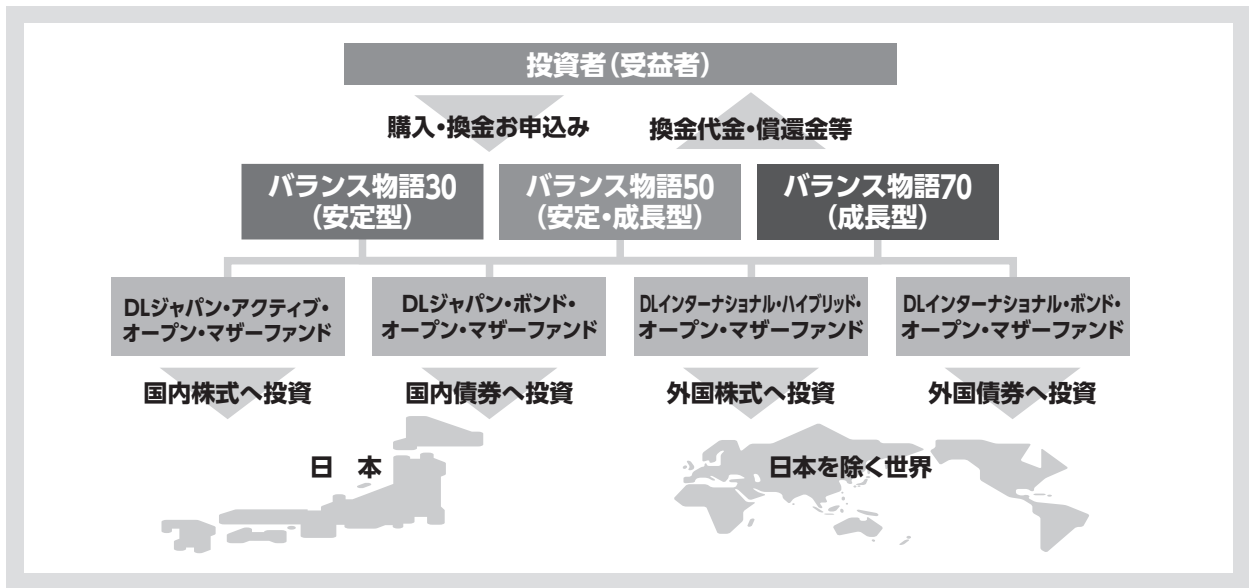 投資者(受益者)
購入・換金お申込み
換金代金・償還金等
バランス物語30
(安定型)
バランス物語50
(安定・成長型)
バランス物語70
(成長型)
DLジャパン・アクティブ・
オープン・マザーファンド
DLジャパン・ボンド・
オープン・マザーファンド
DLインターナショナル・ハイブリッド・
オープン・マザーファンド
DLインターナショナル・ボンド・
オープン・マザーファンド
国内株式へ投資
国内債券へ投資
外国株式へ投資
外国債券へ投資
日 本
日本を除く世界